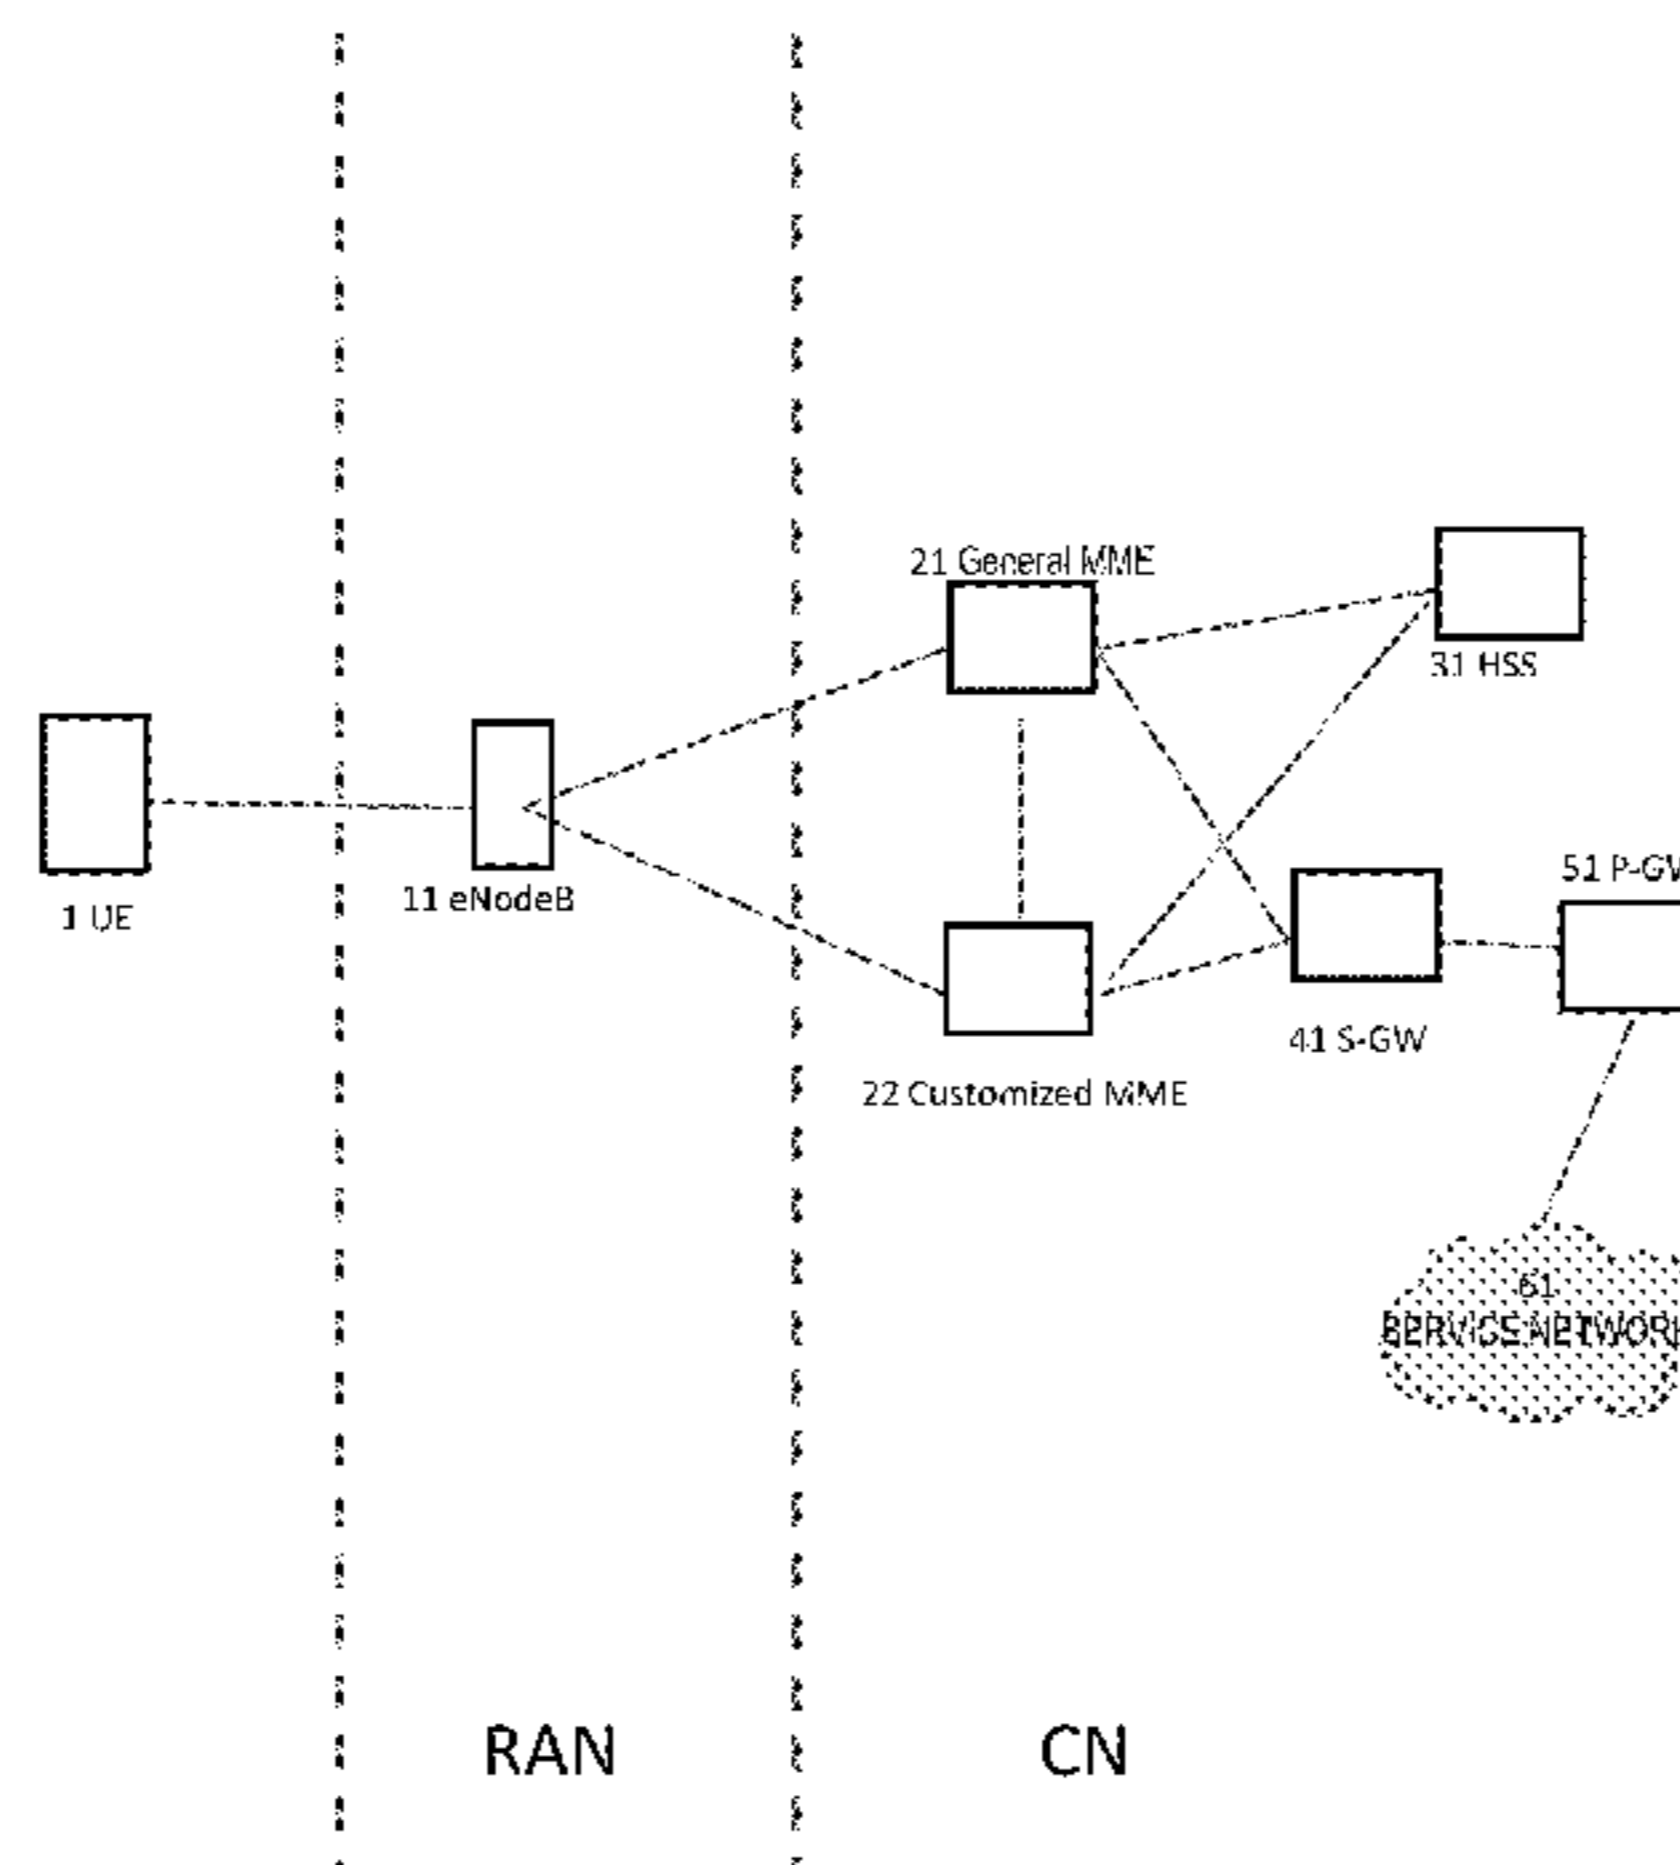 21 General MME
31 HSS
1 UE
11 eNodeB
51 P-GW
41 S-GW
22 Customized MME
61
SERVICE NETWORK
RAN
CN